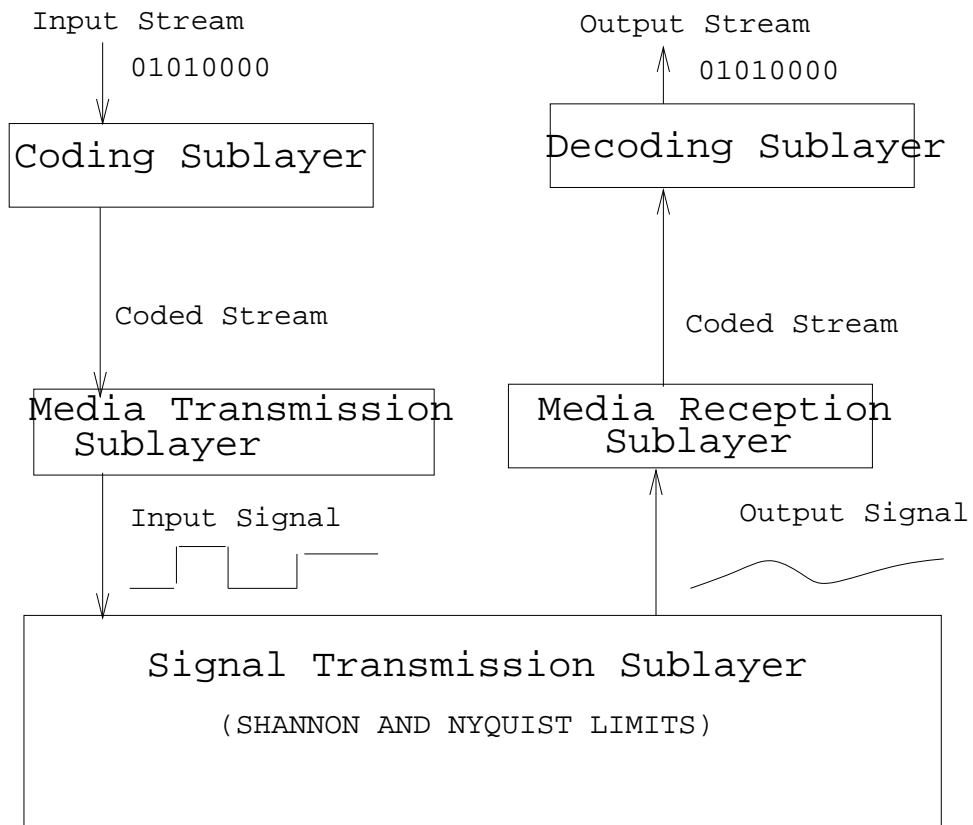 Input Stream
01010000
Coding Sublayer
Coded Stream
Media Transmission
Sublayer
Input Signal
Output Stream
01010000
Decoding Sublayer
Coded Stream
Media Reception
Sublayer
Output Signal
Signal Transmission Sublayer
(SHANNON AND NYQUIST LIMITS)